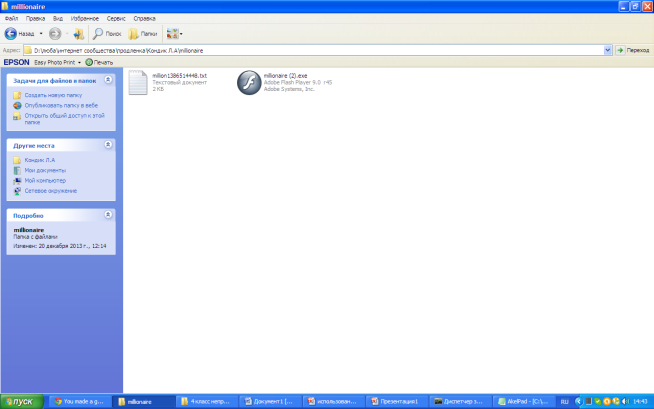 millionaire
Файл Правка Вид Избранное Сервис Справка
Назад Поиск Папки
Адрес: D:\люба\интернет сообщества\продленка\Кондик Л.А\millionaire Переход
EPSON Easy Photo Print Печать
Задачи для файлов и папок
Создать новую папку
Опубликовать папку в вебе
Открыть общий доступ к этой
папке
Другие места
Кондик Л.А
Мои документы
Мой компьютер
Сетевое окружение
Подробно
millionaire
Папка с файлами
Изменен: 20 декабря 2013 г., 12:14
million1386514448.txt
Текстовый документ
2 КБ
millionaire (2).exe
Adobe Flash Player 9.0 r45
Adobe Systems, Inc.
пуск You made a g... millionaire 4 класс непр... Документ1 [... использован... Презентация1 Диспетчер з... AkelPad - [C:\... RU 14:43